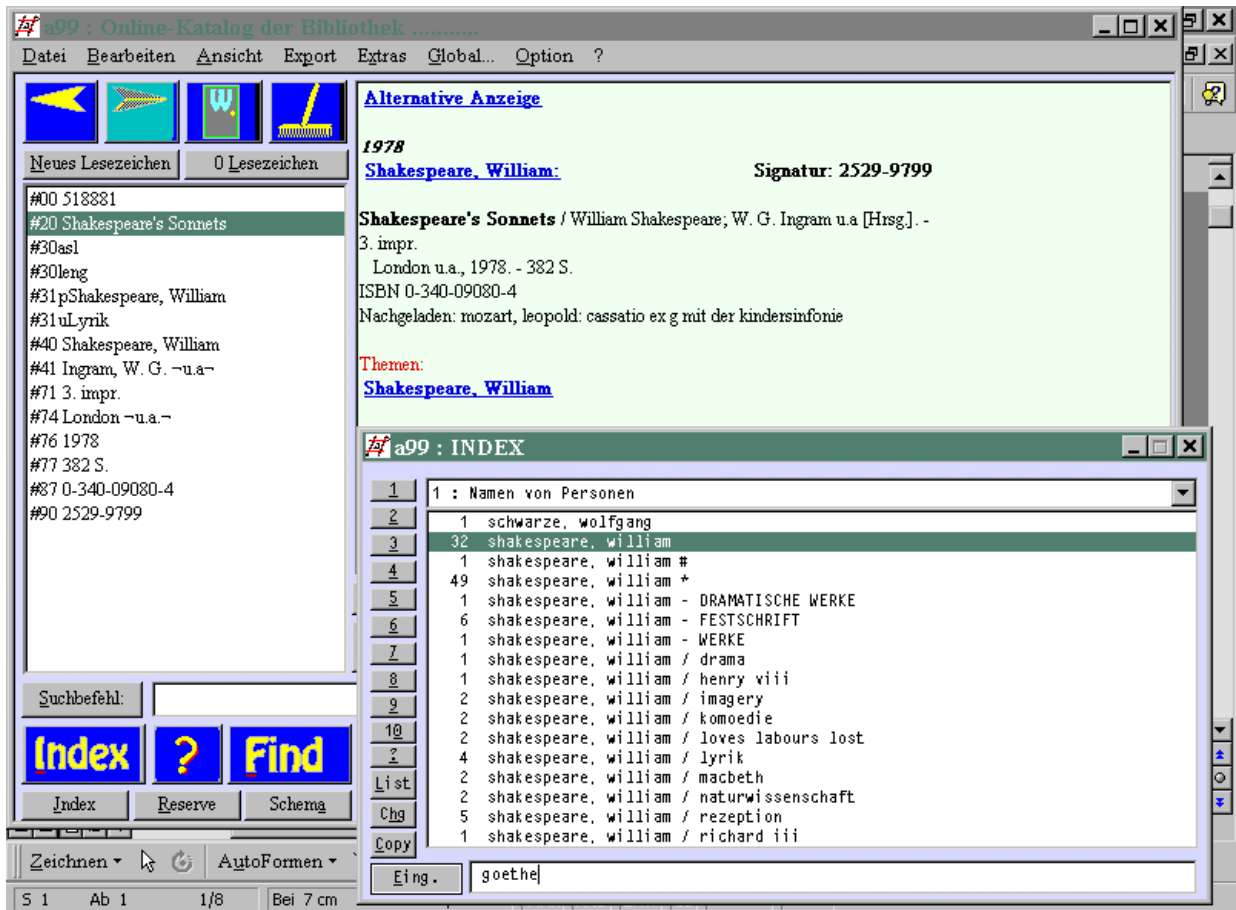 a99 : Online-Katalog der Bibliothek ...........
Datei Bearbeiten Ansicht Export Extras Global... Option ?
W.
Neues Lesezeichen 0 Lesezeichen
#00 518881
#20 Shakespeare's Sonnets
#30asl
#30leng
#31pShakespeare, William
#31uLyrik
#40 Shakespeare, William
#41 Ingram, W. G. ¬u.a¬
#71 3. impr.
#74 London ¬u.a.¬
#76 1978
#77 382 S.
#87 0-340-09080-4
#90 2529-9799
Suchbefehl:
Index ? Find
Index Reserve Schema
Alternative Anzeige
1978
Shakespeare, William: Signatur: 2529-9799
Shakespeare's Sonnets / William Shakespeare; W. G. Ingram u.a [Hrsg.]. -
3. impr.
London u.a., 1978. - 382 S.
ISBN 0-340-09080-4
Nachgeladen: mozart, leopold: cassatio ex g mit der kindersinfonie
Themen:
Shakespeare, William
a99 : INDEX
1 1 : Namen von Personen
2
3
4
5
6
7
8
9
10
?
List
Chg
Copy
1 schwarze, wolfgang
32 shakespeare, william
1 shakespeare, william #
49 shakespeare, william *
1 shakespeare, william - DRAMATISCHE WERKE
6 shakespeare, william - FESTSCHRIFT
1 shakespeare, william - WERKE
1 shakespeare, william / drama
1 shakespeare, william / henry viii
2 shakespeare, william / imagery
2 shakespeare, william / komoedie
2 shakespeare, william / loves labours lost
4 shakespeare, william / lyrik
2 shakespeare, william / macbeth
2 shakespeare, william / naturwissenschaft
5 shakespeare, william / rezeption
1 shakespeare, william / richard iii
Eing. goethe
Zeichnen AutoFormen
S 1 Ab 1 1/8 Bei 7 cm